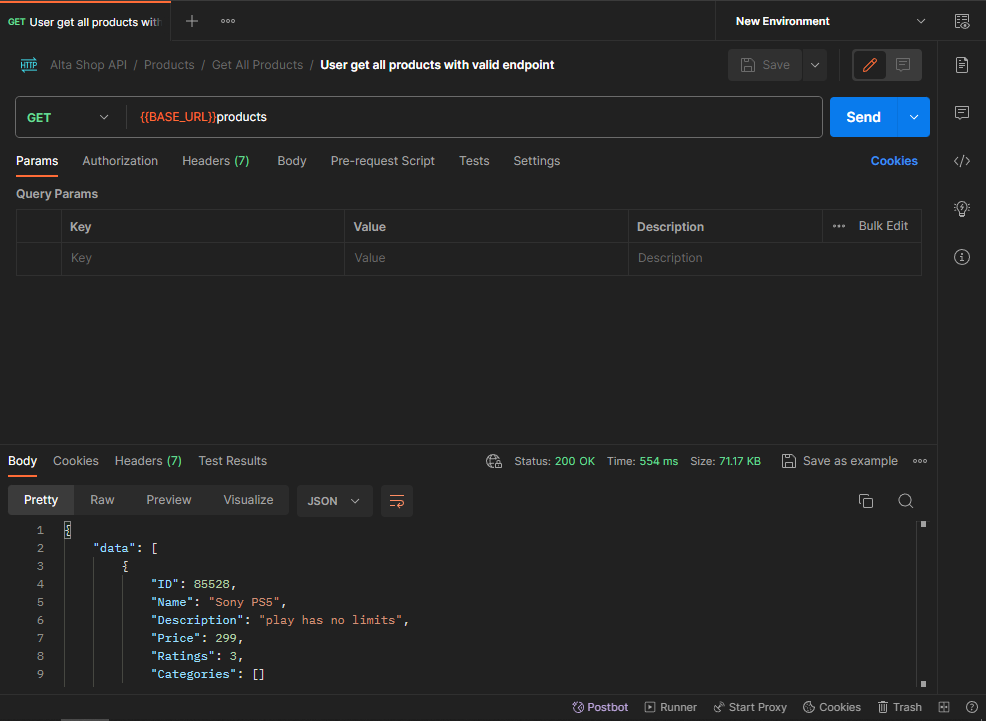 GET User get all products with
New Environment
HTTP Alta Shop API / Products / Get All Products / User get all products with valid endpoint
Save
GET {{BASE_URL}}products
Send
Params Authorization Headers (7) Body Pre-request Script Tests Settings Cookies
Query Params
Key Value Description Bulk Edit
Key Value Description
Body Cookies Headers (7) Test Results Status: 200 OK Time: 554 ms Size: 71.17 KB Save as example
Pretty Raw Preview Visualize JSON
1 {
2 "data": [
3 {
4 "ID": 85528,
5 "Name": "Sony PS5",
6 "Description": "play has no limits",
7 "Price": 299,
8 "Ratings": 3,
9 "Categories": []
Postbot Runner Start Proxy Cookies Trash